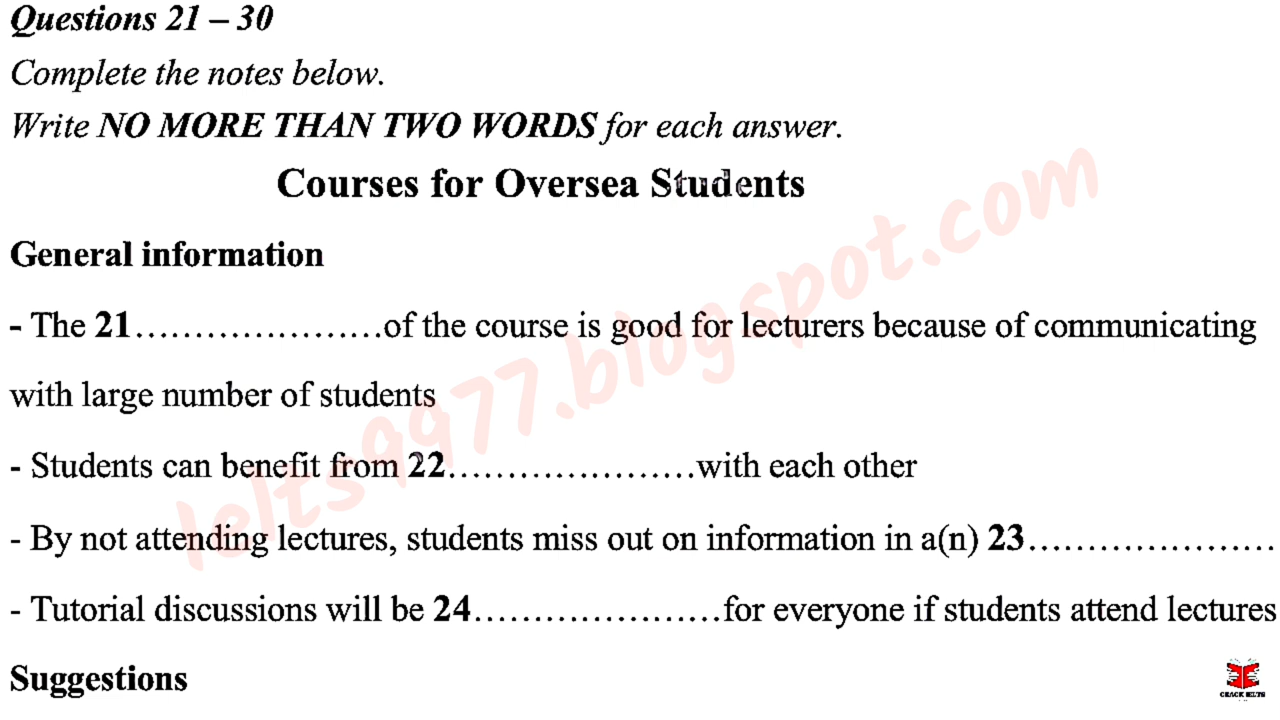 Questions 21 – 30
Complete the notes below.
Write NO MORE THAN TWO WORDS for each answer.
Courses for Oversea Students
General information
- The 21.....................of the course is good for lecturers because of communicating
with large number of students
- Students can benefit from 22.....................with each other
- By not attending lectures, students miss out on information in a(n) 23.....................
- Tutorial discussions will be 24.....................for everyone if students attend lectures
Suggestions
Ielts9977.blogspot.com
CRACK IELTS